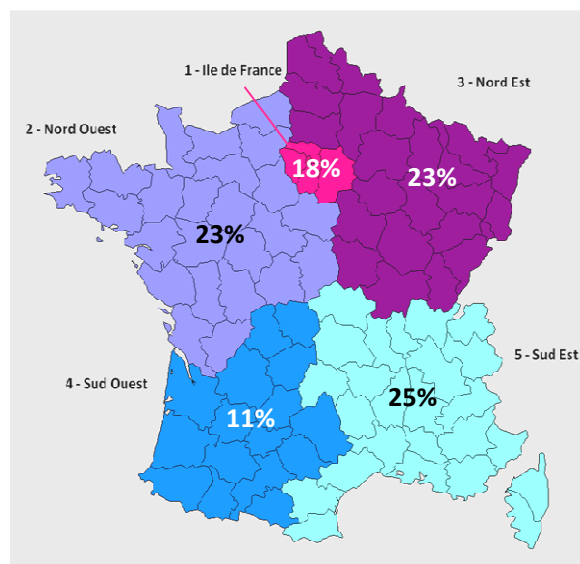 1 - Ile de France
3 - Nord Est
2 - Nord Ouest
18%
23%
23%
5 - Sud Est
4 - Sud Ouest
25%
11%